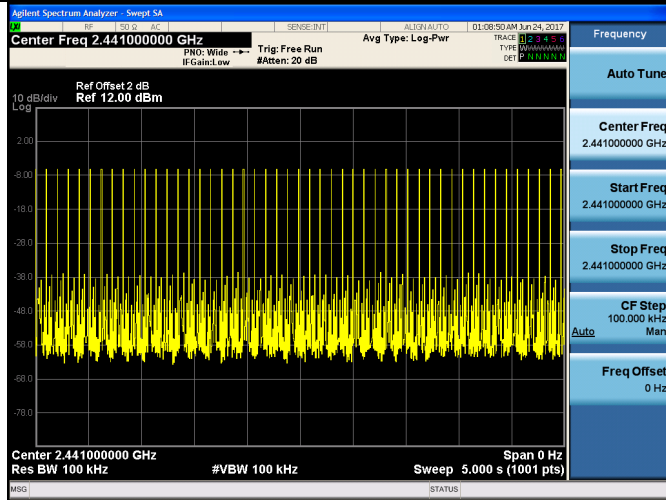 Agilent Spectrum Analyzer - Swept SA
LXI RF 50 Ω AC SENSE:INT ALIGN AUTO 01:08:50 AM Jun 24, 2017
Center Freq 2.441000000 GHz
PNO: Wide
IFGain:Low
Trig: Free Run
#Atten: 20 dB
Avg Type: Log-Pwr
TRACE 1 2 3 4 5 6
TYPE W
DET P N N N N N
Ref Offset 2 dB
10 dB/div Ref 12.00 dBm
Log
2.00
-8.00
-18.0
-28.0
-38.0
-48.0
-58.0
-68.0
-78.0
Center 2.441000000 GHz Span 0 Hz
Res BW 100 kHz #VBW 100 kHz Sweep 5.000 s (1001 pts)
MSG STATUS
Frequency
Auto Tune
Center Freq
2.441000000 GHz
Start Freq
2.441000000 GHz
Stop Freq
2.441000000 GHz
CF Step
100.000 kHz
Auto Man
Freq Offset
0 Hz